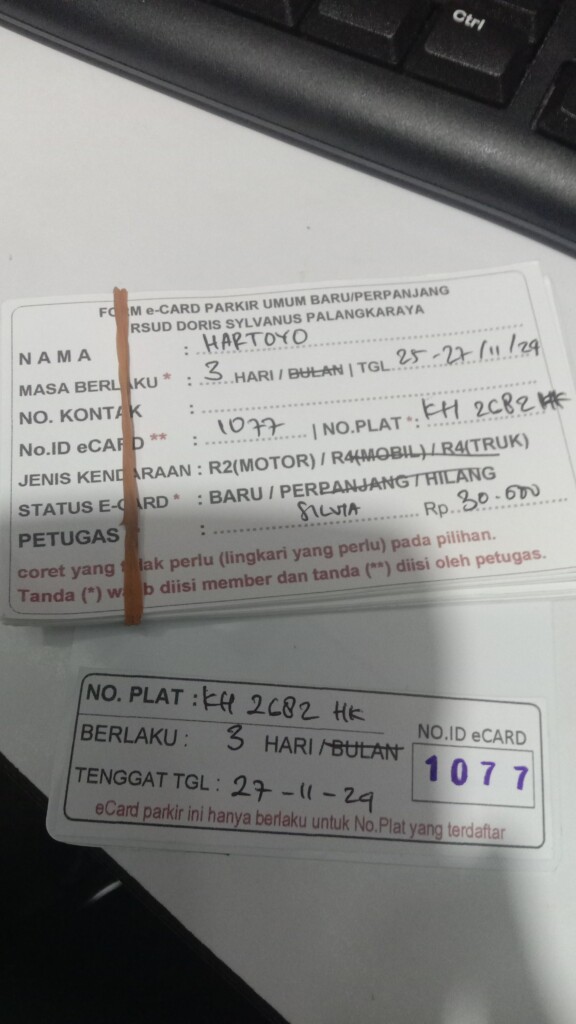 Ctrl
FORM e-CARD PARKIR UMUM BARU/PERPANJANG
RSUD DORIS SYLVANUS PALANGKARAYA
NAMA : HARTOYO
MASA BERLAKU * : 3 HARI / BULAN | TGL 25-27/11/29
NO. KONTAK :
No.ID eCARD ** : 1077 | NO.PLAT * : KH 2682 HK
JENIS KENDARAAN : R2(MOTOR) / R4(MOBIL) / R4(TRUK)
STATUS E-CARD * : BARU / PERPANJANG / HILANG
PETUGAS : SILVIA Rp. 30.000
coret yang tidak perlu (lingkari yang perlu) pada pilihan.
Tanda (*) wajib diisi member dan tanda (**) diisi oleh petugas.
NO. PLAT : KH 2682 HK
BERLAKU : 3 HARI / BULAN
NO.ID eCARD
1077
TENGGAT TGL : 27-11-29
eCard parkir ini hanya berlaku untuk No.Plat yang terdaftar